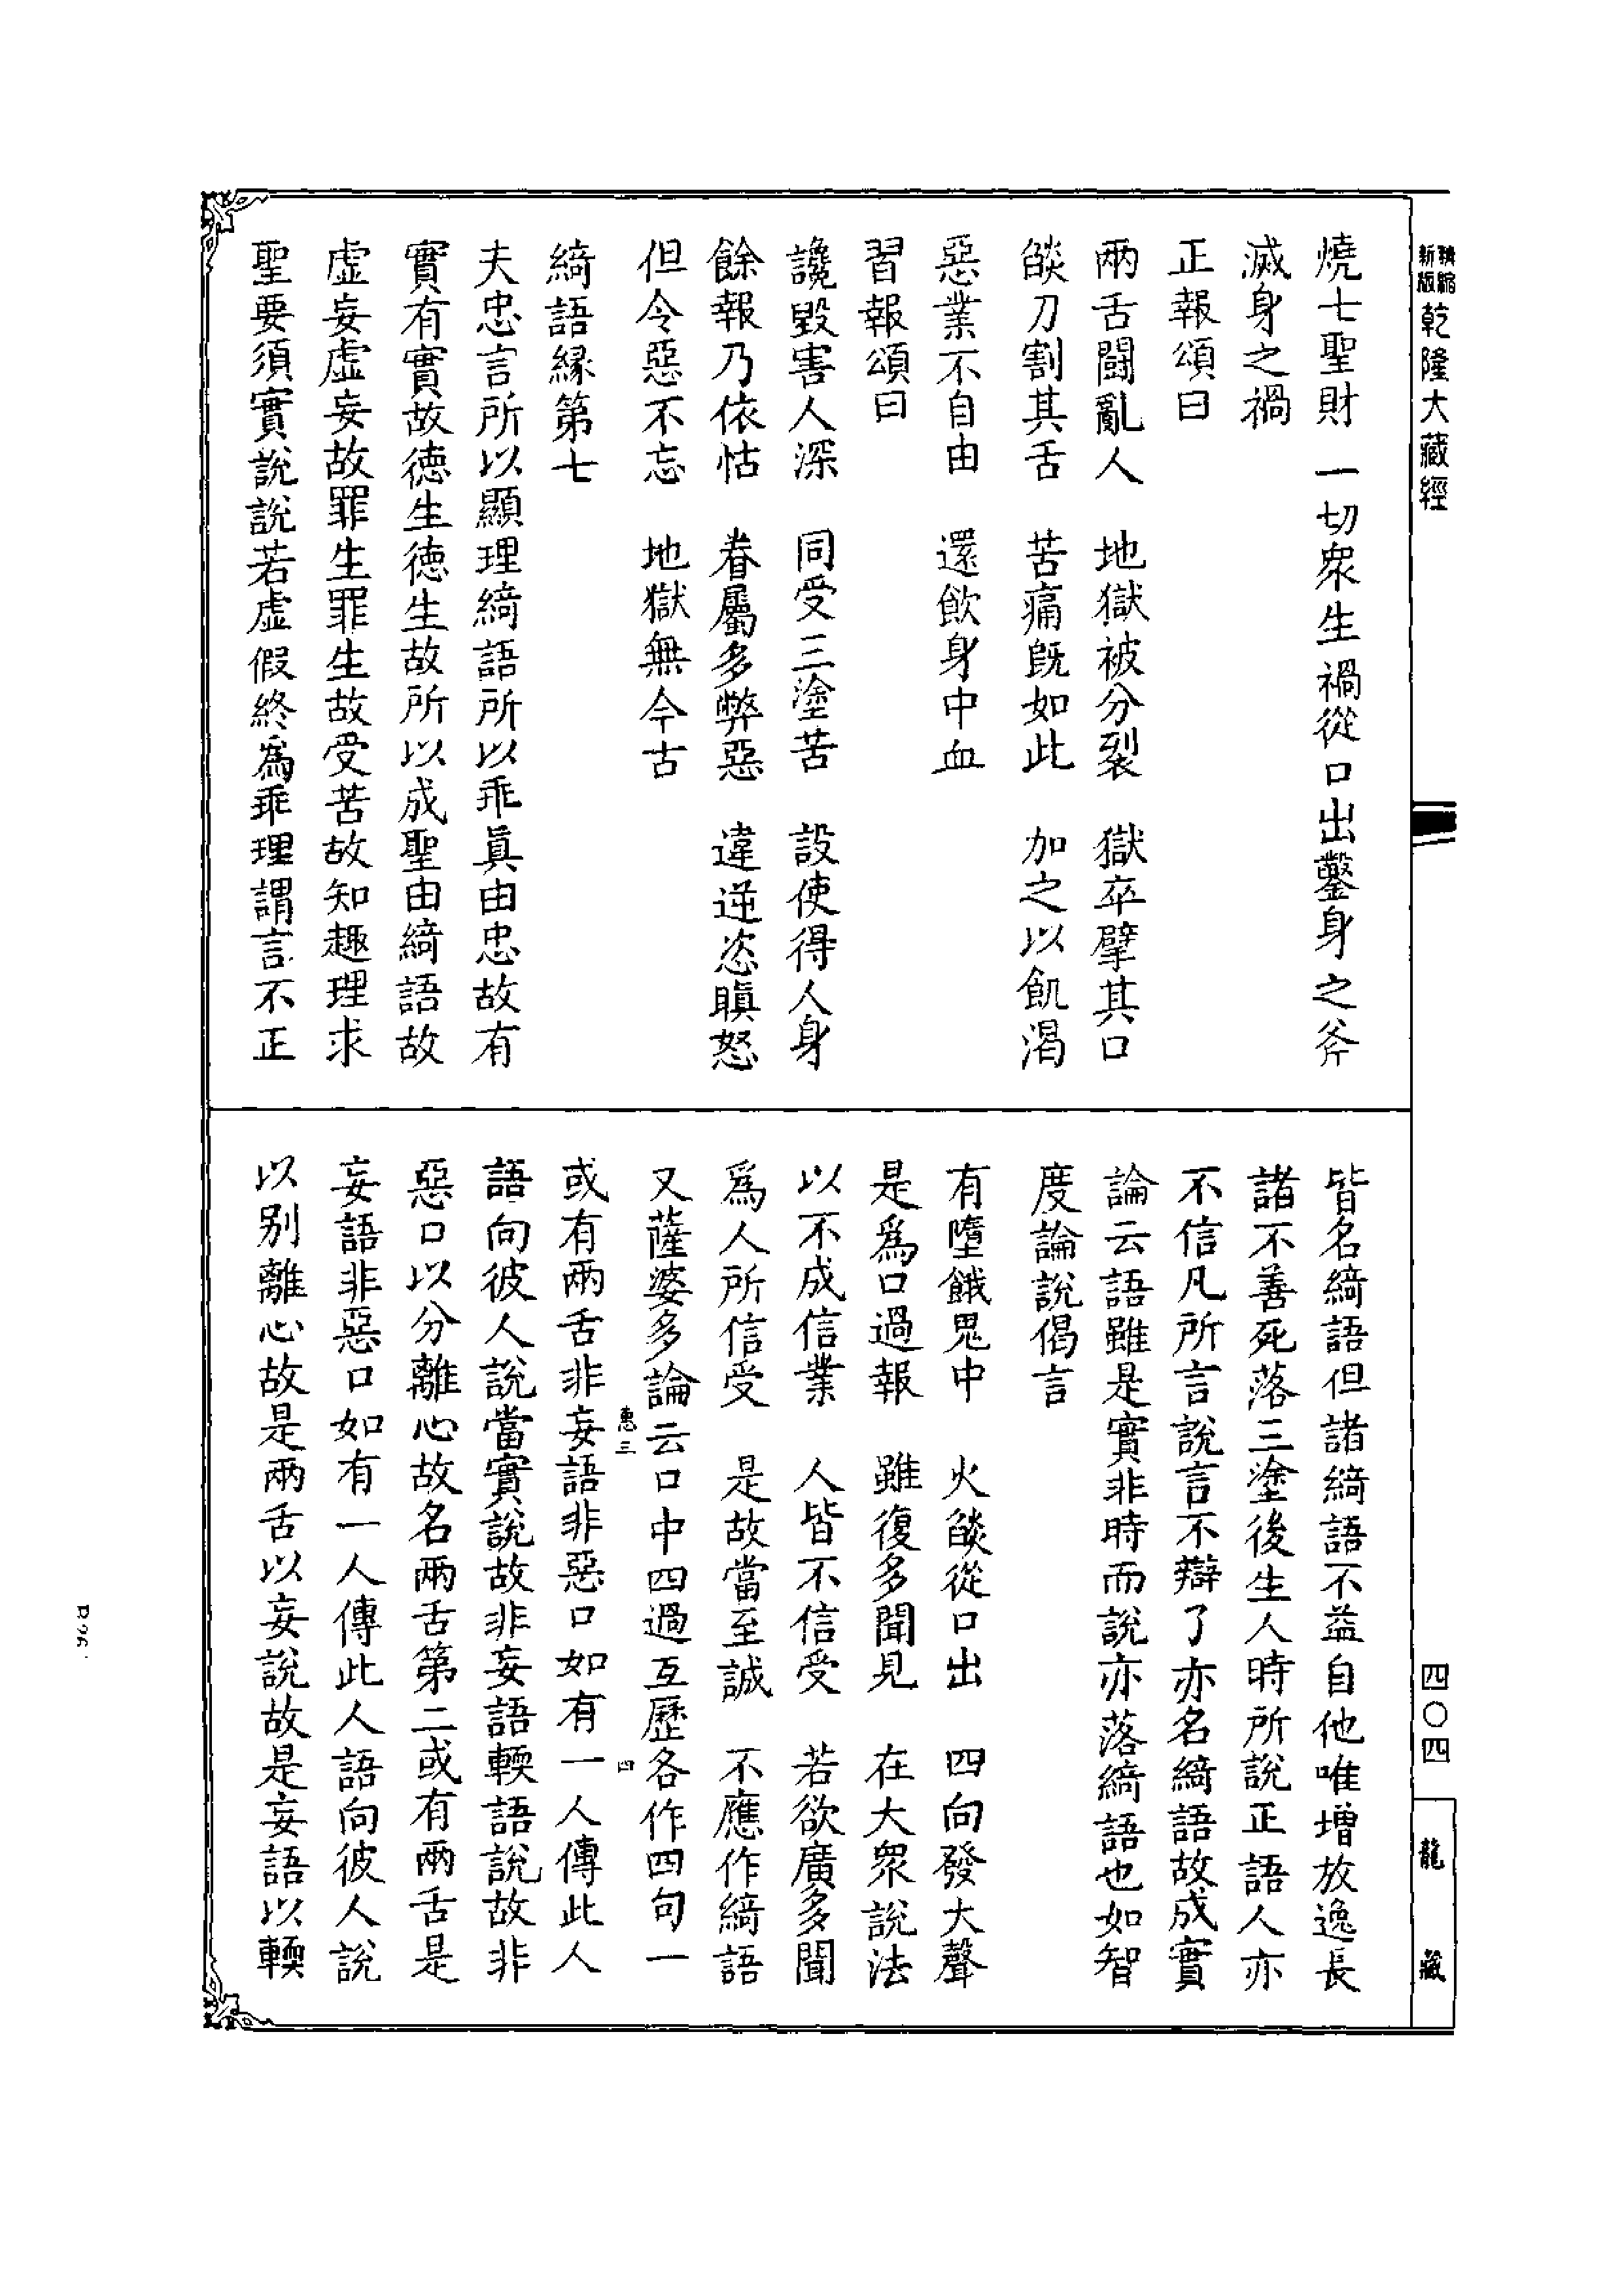 新版
精縮
乾隆大藏經
四〇四
龍藏
燒七聖財一切衆生禍從口出鑿身之斧
滅身之禍
正報頌曰
兩舌鬪亂人　地獄被分裂　獄卒擘其口
燄刀割其舌　苦痛旣如此　加之以飢渴
惡業不自由　還飲身中血
習報頌曰
讒毀害人深　同受三塗苦　設使得人身
餘報乃依怙　眷屬多弊惡　違逆恣瞋怒
但令惡不忘　地獄無今古
綺語緣第七
夫忠言所以顯理綺語所以乖眞由忠故有
實有實故德生德生故所以成聖由綺語故
虛妄虛妄故罪生罪生故受苦故知趣理求
聖要須實說說若虛假終爲乖理謂言不正
皆名綺語但諸綺語不益自他唯增放逸長
諸不善死落三塗後生人時所說正語人亦
不信凡所言說言不辯了亦名綺語故成實
論云語雖是實非時而說亦落綺語也如智
度論說偈言
有墮餓鬼中　火燄從口出　四向發大聲
是爲口過報　雖復多聞見　在大衆說法
以不成信業　人皆不信受　若欲廣多聞
爲人所信受　是故當至誠　不應作綺語
又薩婆多論云口中四過互歷各作四句一
惠三　四
或有兩舌非妄語非惡口如有一人傳此人
語向彼人說當實說故非妄語輭語說故非
惡口以分離心故名兩舌第二或有兩舌是
妄語非惡口如有一人傳此人語向彼人說
以別離心故是兩舌以妄說故是妄語以輭